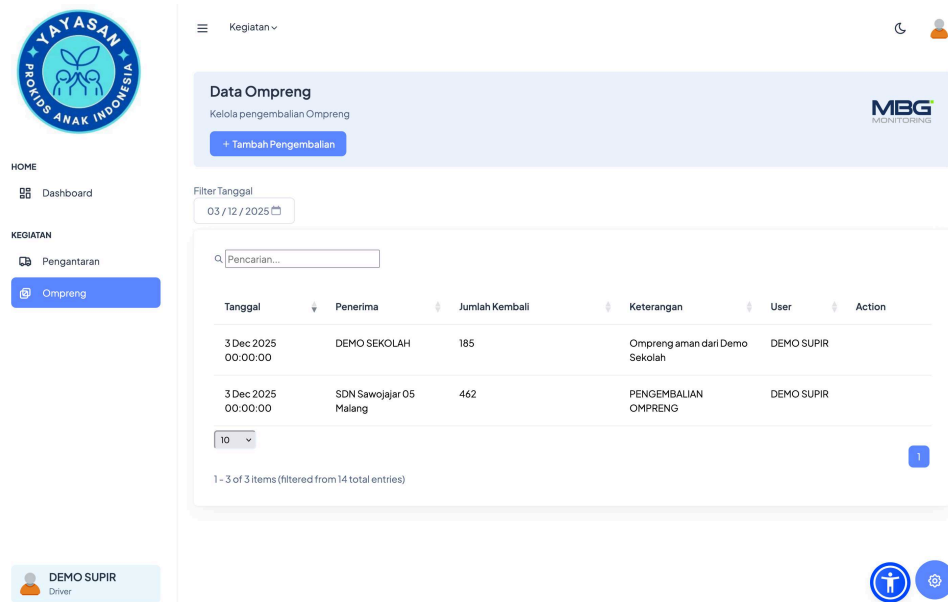 YAYASAN
PROKIDS ANAK INDONESIA
HOME
Dashboard
KEGIATAN
Pengantaran
Ompreng
DEMO SUPIR
Driver
Kegiatan
Data Ompreng
Kelola pengembalian Ompreng
+ Tambah Pengembalian
MBG
MONITORING
Filter Tanggal
03 / 12 / 2025
Pencarian...
Tanggal Penerima Jumlah Kembali Keterangan User Action
3 Dec 2025 DEMO SEKOLAH 185 Ompreng aman dari Demo DEMO SUPIR
00:00:00 Sekolah
3 Dec 2025 SDN Sawojajar 05 462 PENGEMBALIAN DEMO SUPIR
00:00:00 Malang OMPRENG
10
1
1 - 3 of 3 items (filtered from 14 total entries)